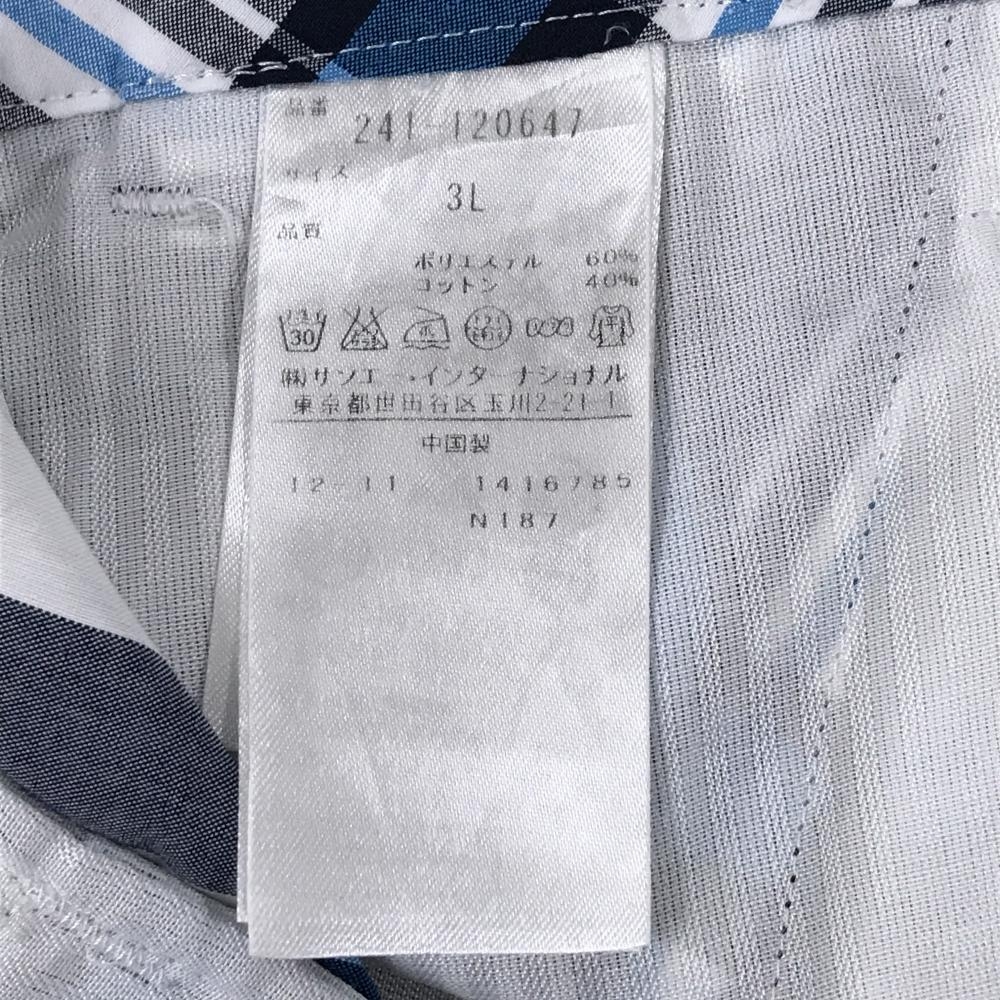 品番
241-120647
サイズ
3L
品質
ポリエステル 60%
コットン 40%
30
㈱サンエー・インターナショナル
東京都世田谷区玉川2-21-1
中国製
12-11 1416785
N187